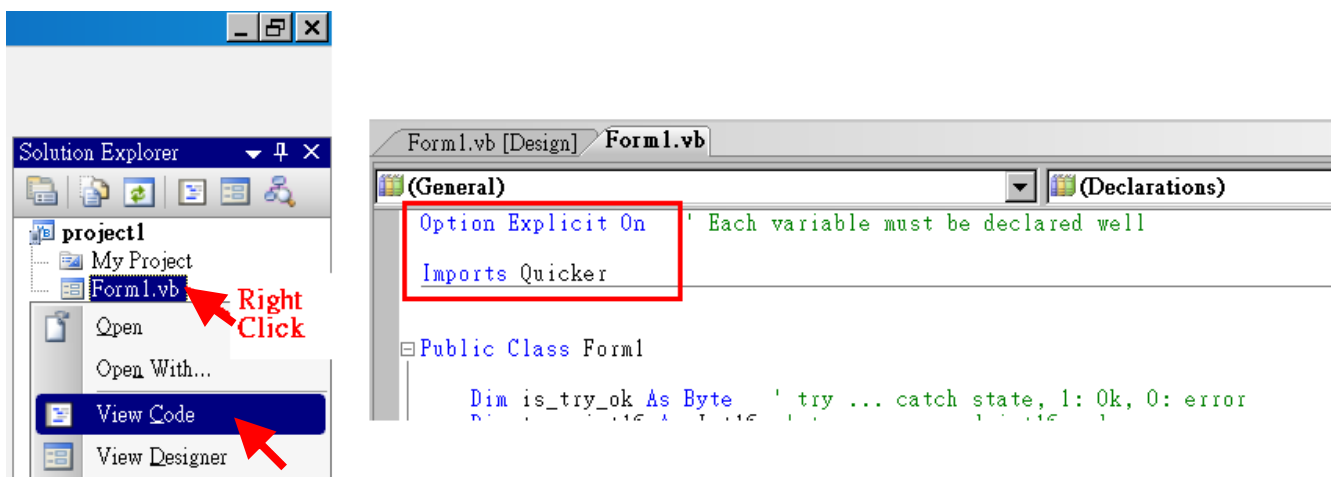 Solution Explorer
project1
My Project
Form1.vb
Right
Click
Open
Open With...
View Code
View Designer
Form1.vb [Design]
Form1.vb
(General)
(Declarations)
Option Explicit On ' Each variable must be declared well
Imports Quicker
Public Class Form1
Dim is_try_ok As Byte ' try ... catch state, 1: Ok, 0: error